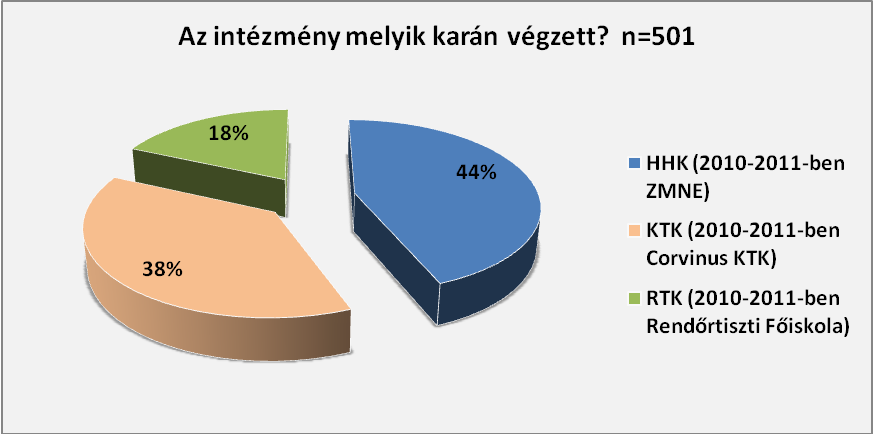 Az intézmény melyik karán végzett? n=501
18%
44%
38%
HHK (2010-2011-ben
ZMNE)
KTK (2010-2011-ben
Corvinus KTK)
RTK (2010-2011-ben
Rendőrtiszti Főiskola)